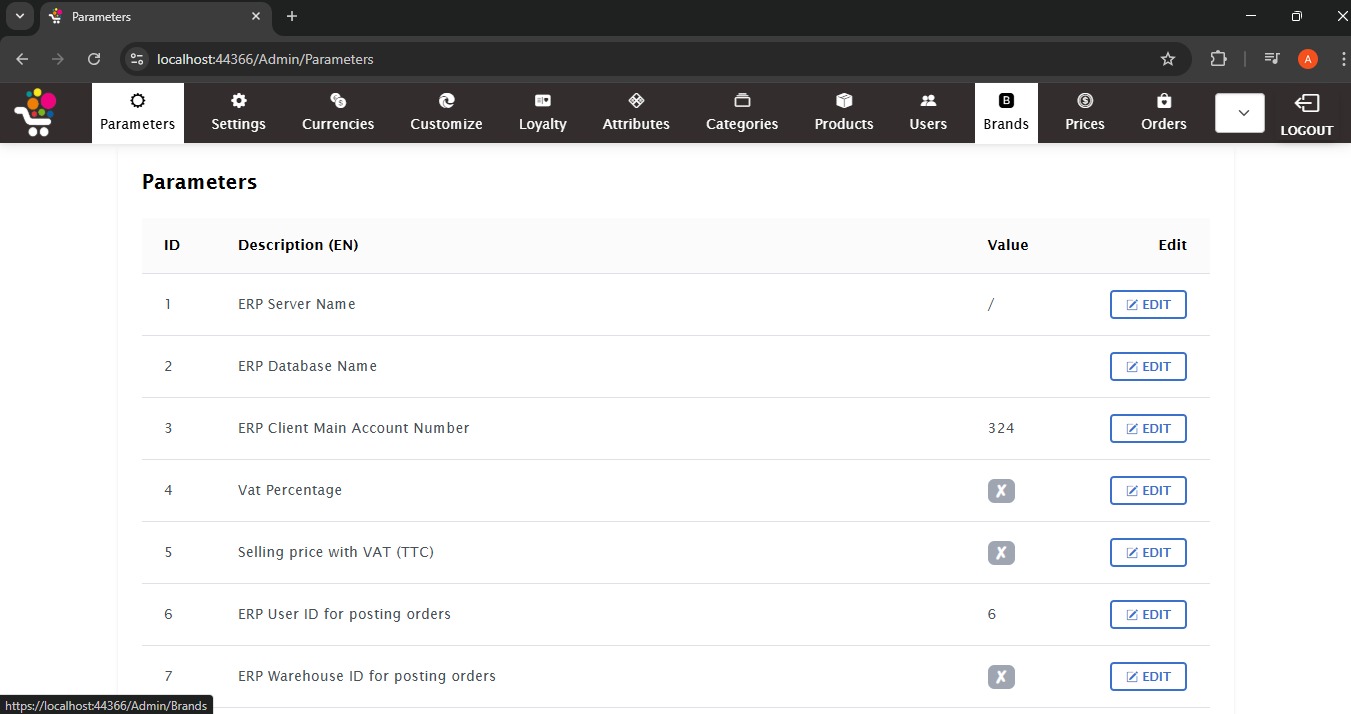 Parameters
localhost:44366/Admin/Parameters
A
Parameters
Settings
Currencies
Customize
Loyalty
Attributes
Categories
Products
Users
B
Brands
Prices
Orders
LOGOUT
Parameters
ID Description (EN) Value Edit
1 ERP Server Name / EDIT
2 ERP Database Name EDIT
3 ERP Client Main Account Number 324 EDIT
4 Vat Percentage ✗ EDIT
5 Selling price with VAT (TTC) ✗ EDIT
6 ERP User ID for posting orders 6 EDIT
7 ERP Warehouse ID for posting orders ✗ EDIT
https://localhost:44366/Admin/Brands